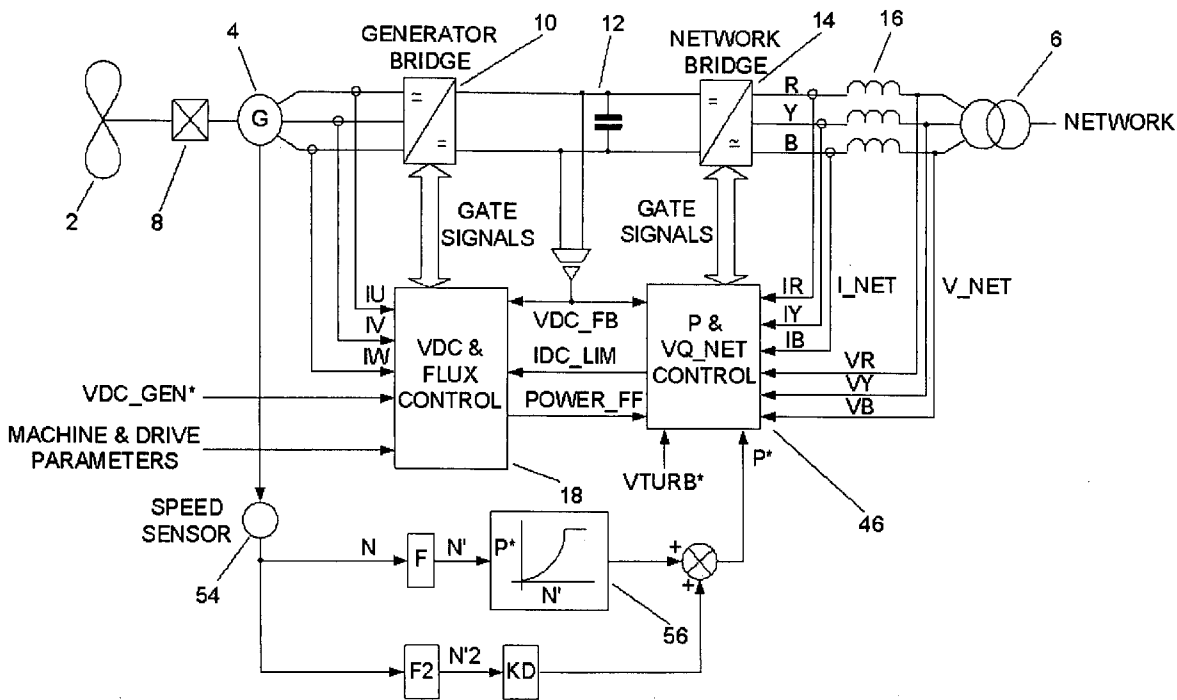 4
GENERATOR
BRIDGE
10
12
NETWORK
BRIDGE
14
16
6
R
Y
B
≃
=
=
≃
G
NETWORK
2
8
GATE
SIGNALS
GATE
SIGNALS
IU
IV
IW
VDC &
FLUX
CONTROL
VDC_FB
IDC_LIM
POWER_FF
P &
VQ_NET
CONTROL
IR
IY
IB
I_NET
V_NET
VR
VY
VB
VDC_GEN*
MACHINE & DRIVE
PARAMETERS
VTURB*
P*
18
46
SPEED
SENSOR
54
N
F
N'
P*
N'
56
+
+
F2
N'2
KD